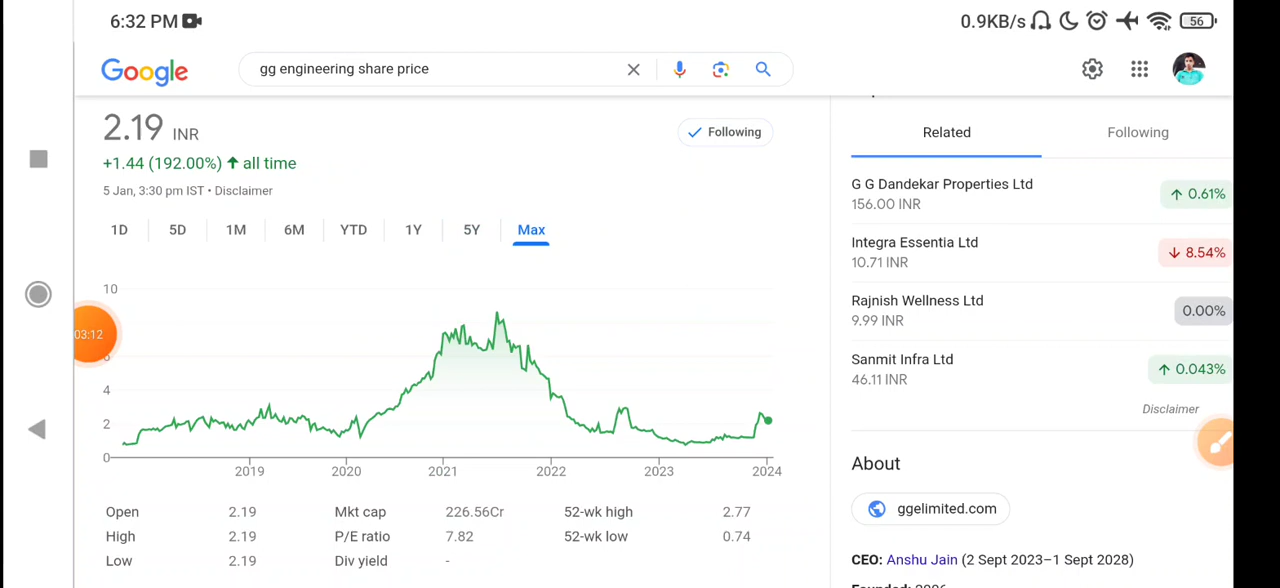 6:32 PM
0.9KB/s
56
Google
gg engineering share price
2.19 INR
Following
+1.44 (192.00%) ↑ all time
5 Jan, 3:30 pm IST • Disclaimer
1D
5D
1M
6M
YTD
1Y
5Y
Max
10
4
2
0
03:12
2019
2020
2021
2022
2023
2024
Open 2.19 Mkt cap 226.56Cr 52-wk high 2.77
High 2.19 P/E ratio 7.82 52-wk low 0.74
Low 2.19 Div yield -
Related
Following
G G Dandekar Properties Ltd
156.00 INR
↑ 0.61%
Integra Essentia Ltd
10.71 INR
↓ 8.54%
Rajnish Wellness Ltd
9.99 INR
0.00%
Sanmit Infra Ltd
46.11 INR
↑ 0.043%
Disclaimer
About
ggelimited.com
CEO: Anshu Jain (2 Sept 2023–1 Sept 2028)